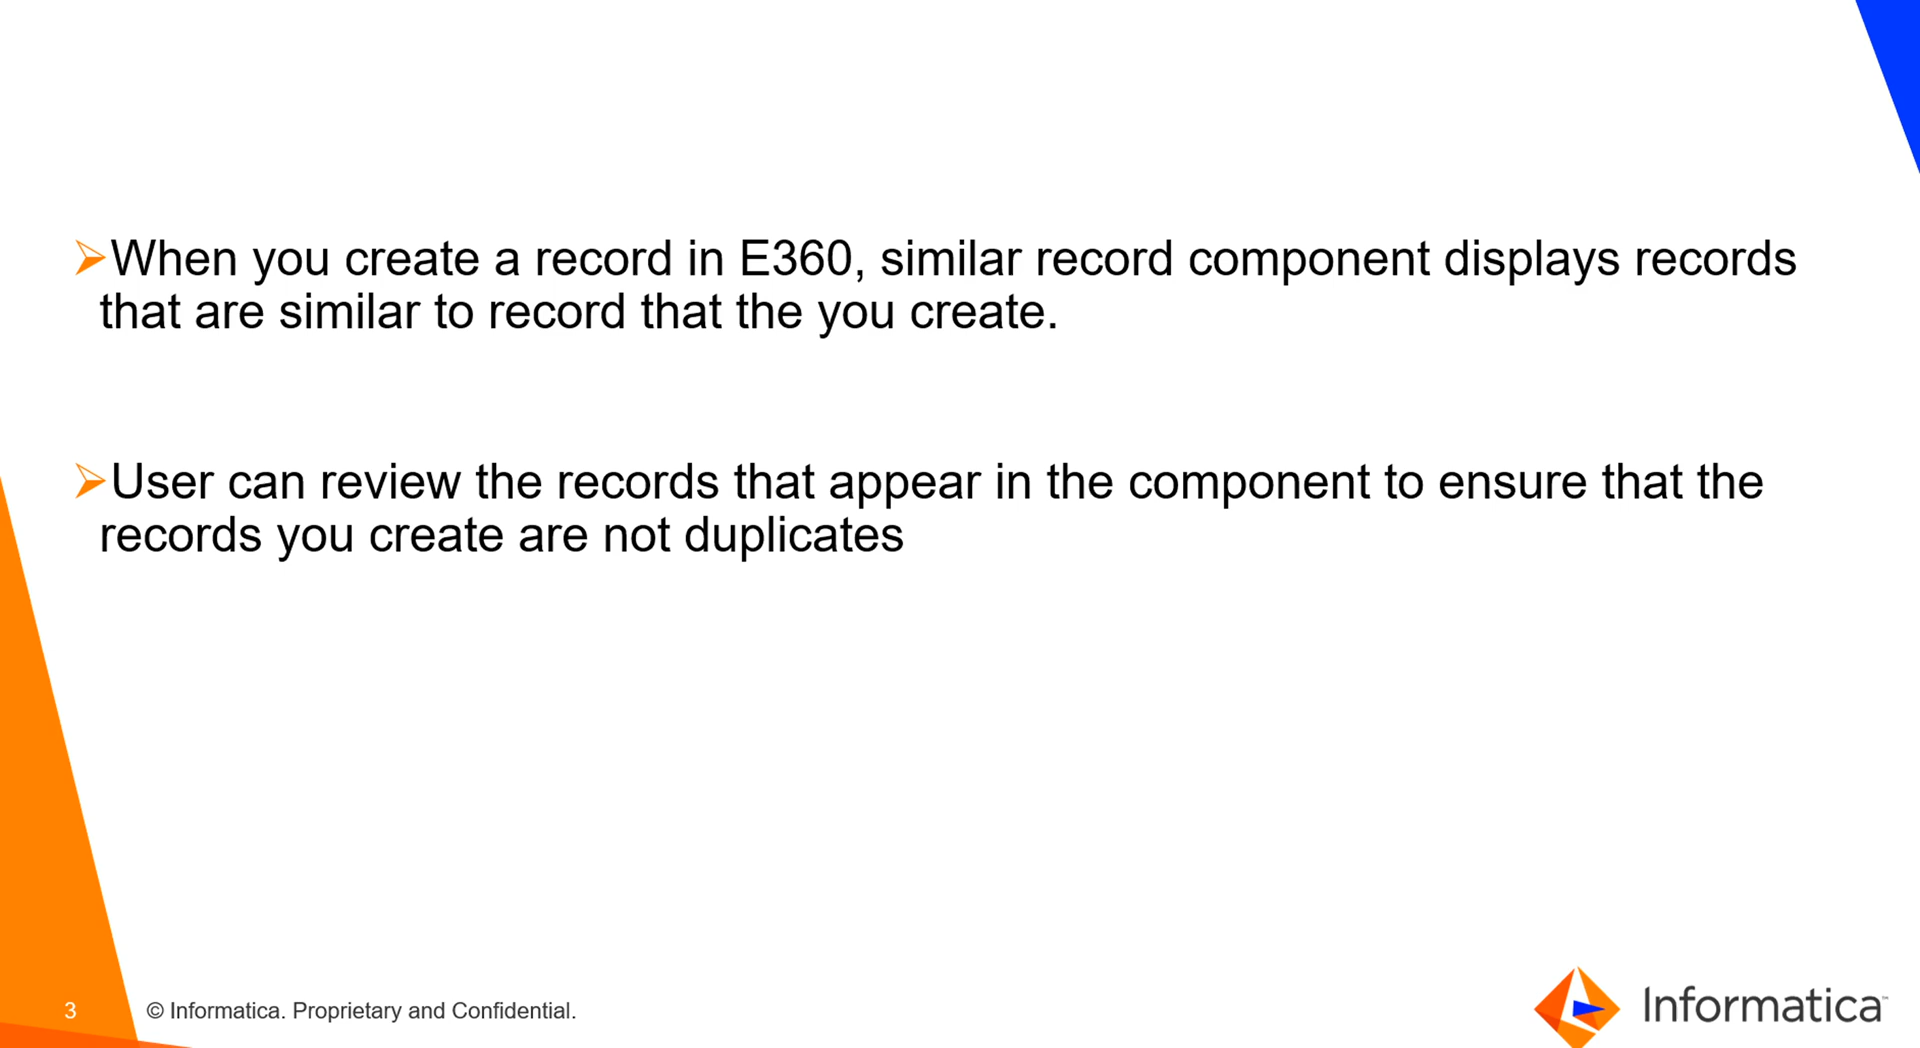 ➢When you create a record in E360, similar record component displays records
that are similar to record that the you create.
➢User can review the records that appear in the component to ensure that the
records you create are not duplicates
3
© Informatica. Proprietary and Confidential.
Informatica™